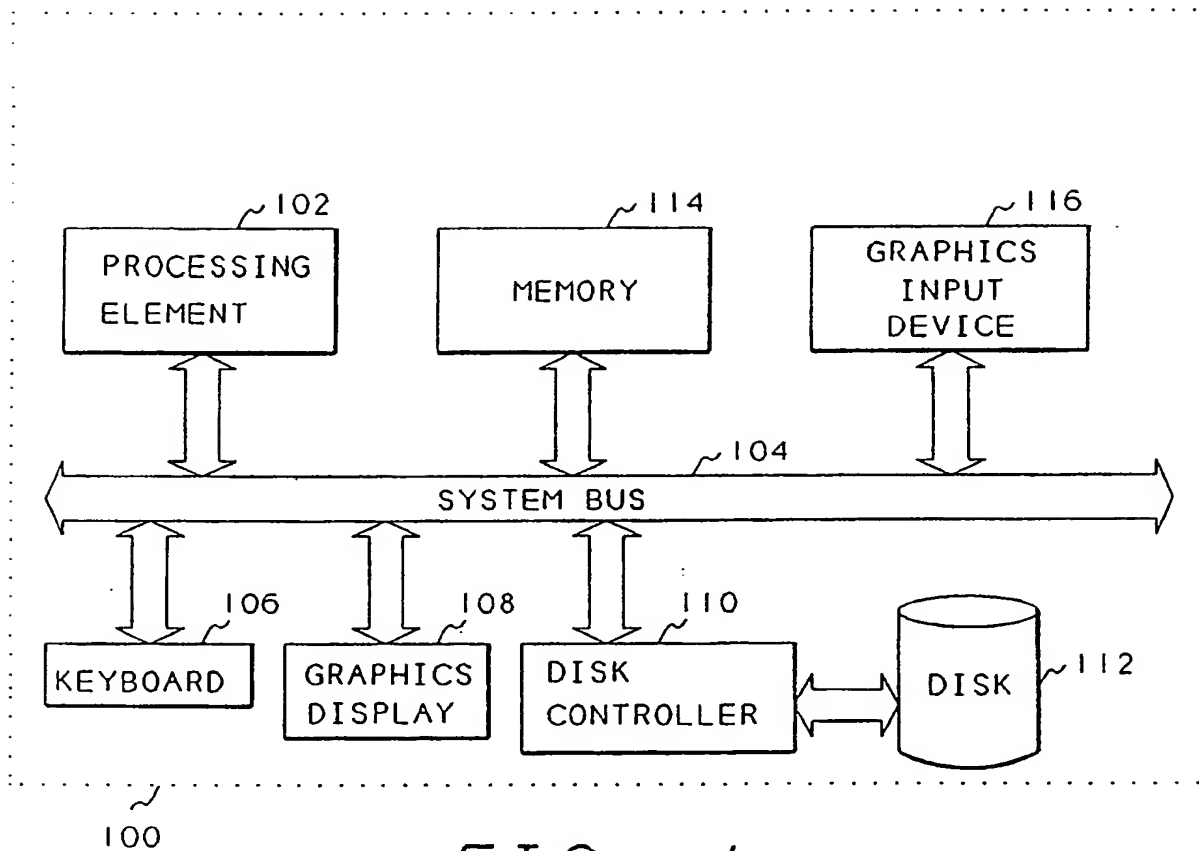 102
114
116
PROCESSING
ELEMENT
MEMORY
GRAPHICS
INPUT
DEVICE
104
SYSTEM BUS
106
108
110
KEYBOARD
GRAPHICS
DISPLAY
DISK
CONTROLLER
DISK
112
100